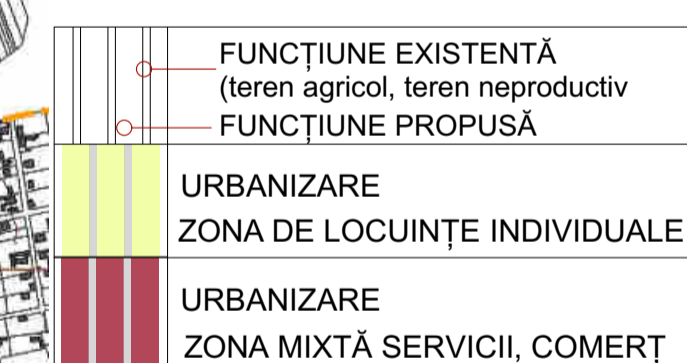 FUNCȚIUNE EXISTENTĂ
(teren agricol, teren neproductiv
FUNCȚIUNE PROPUSĂ
URBANIZARE
ZONA DE LOCUINȚE INDIVIDUALE
URBANIZARE
ZONA MIXTĂ SERVICII, COMERȚ